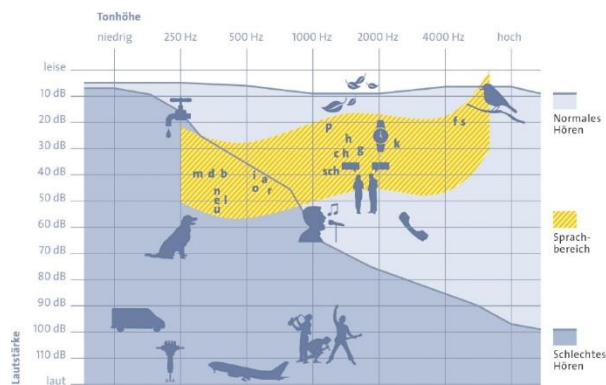 Tonhöhe
niedrig 250 Hz 500 Hz 1000 Hz 2000 Hz 4000 Hz hoch
leise
10 dB
20 dB
30 dB
40 dB
50 dB
60 dB
70 dB
80 dB
90 dB
100 dB
110 dB
laut
Lautstärke
p
h
ch g
k
f s
sch
m d b
i
a
o r
n
e l
u
Normales
Hören
Sprach-
bereich
Schlechtes
Hören